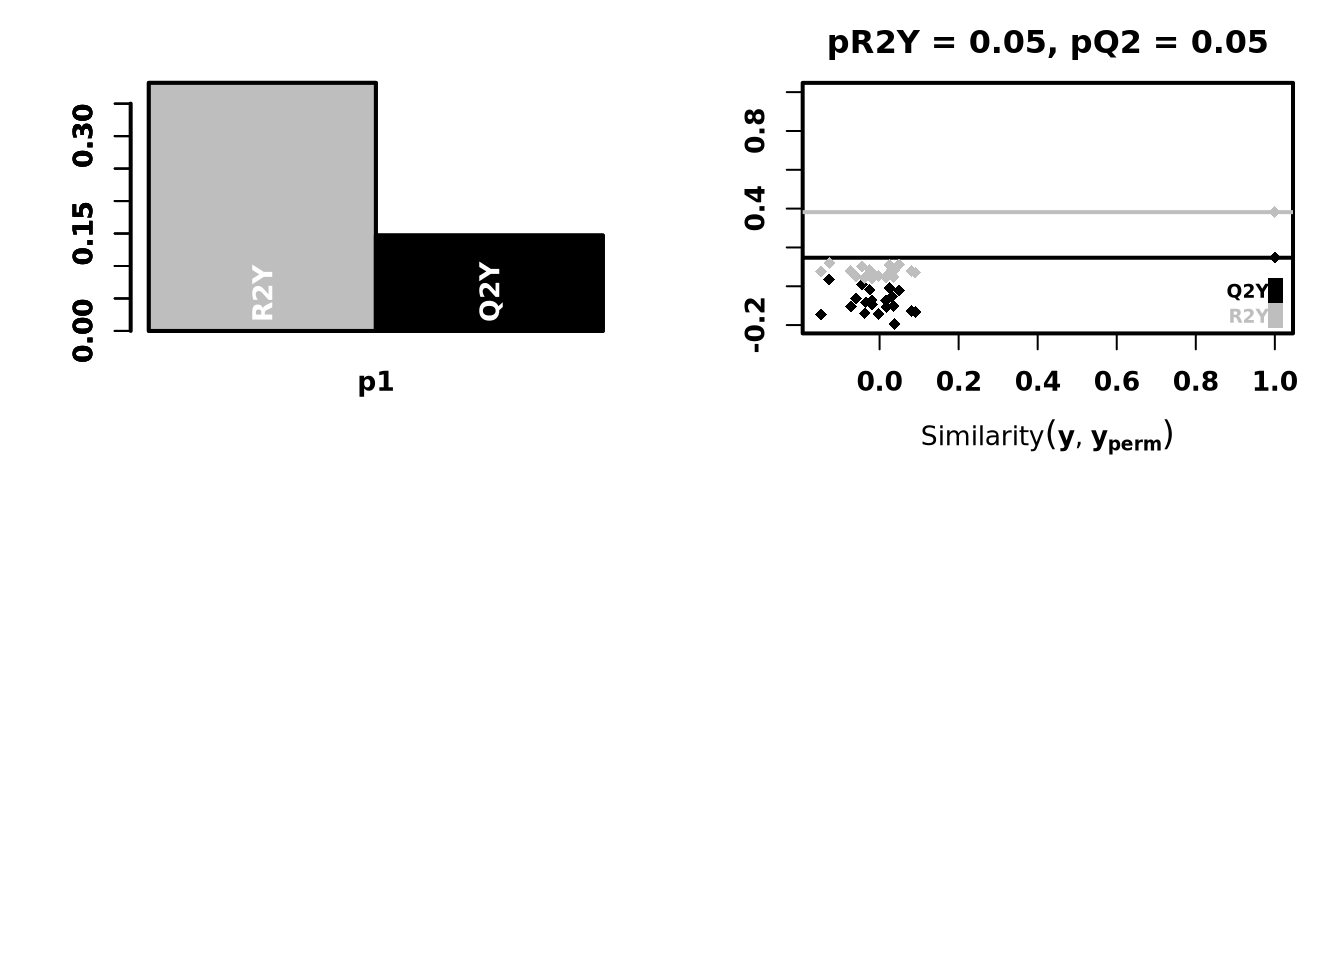 0.00
0.15
0.30
R2Y
Q2Y
p1
pR2Y = 0.05, pQ2 = 0.05
-0.2
0.4
0.8
Q2Y
R2Y
0.0 0.2 0.4 0.6 0.8 1.0
Similarity(y, yperm)